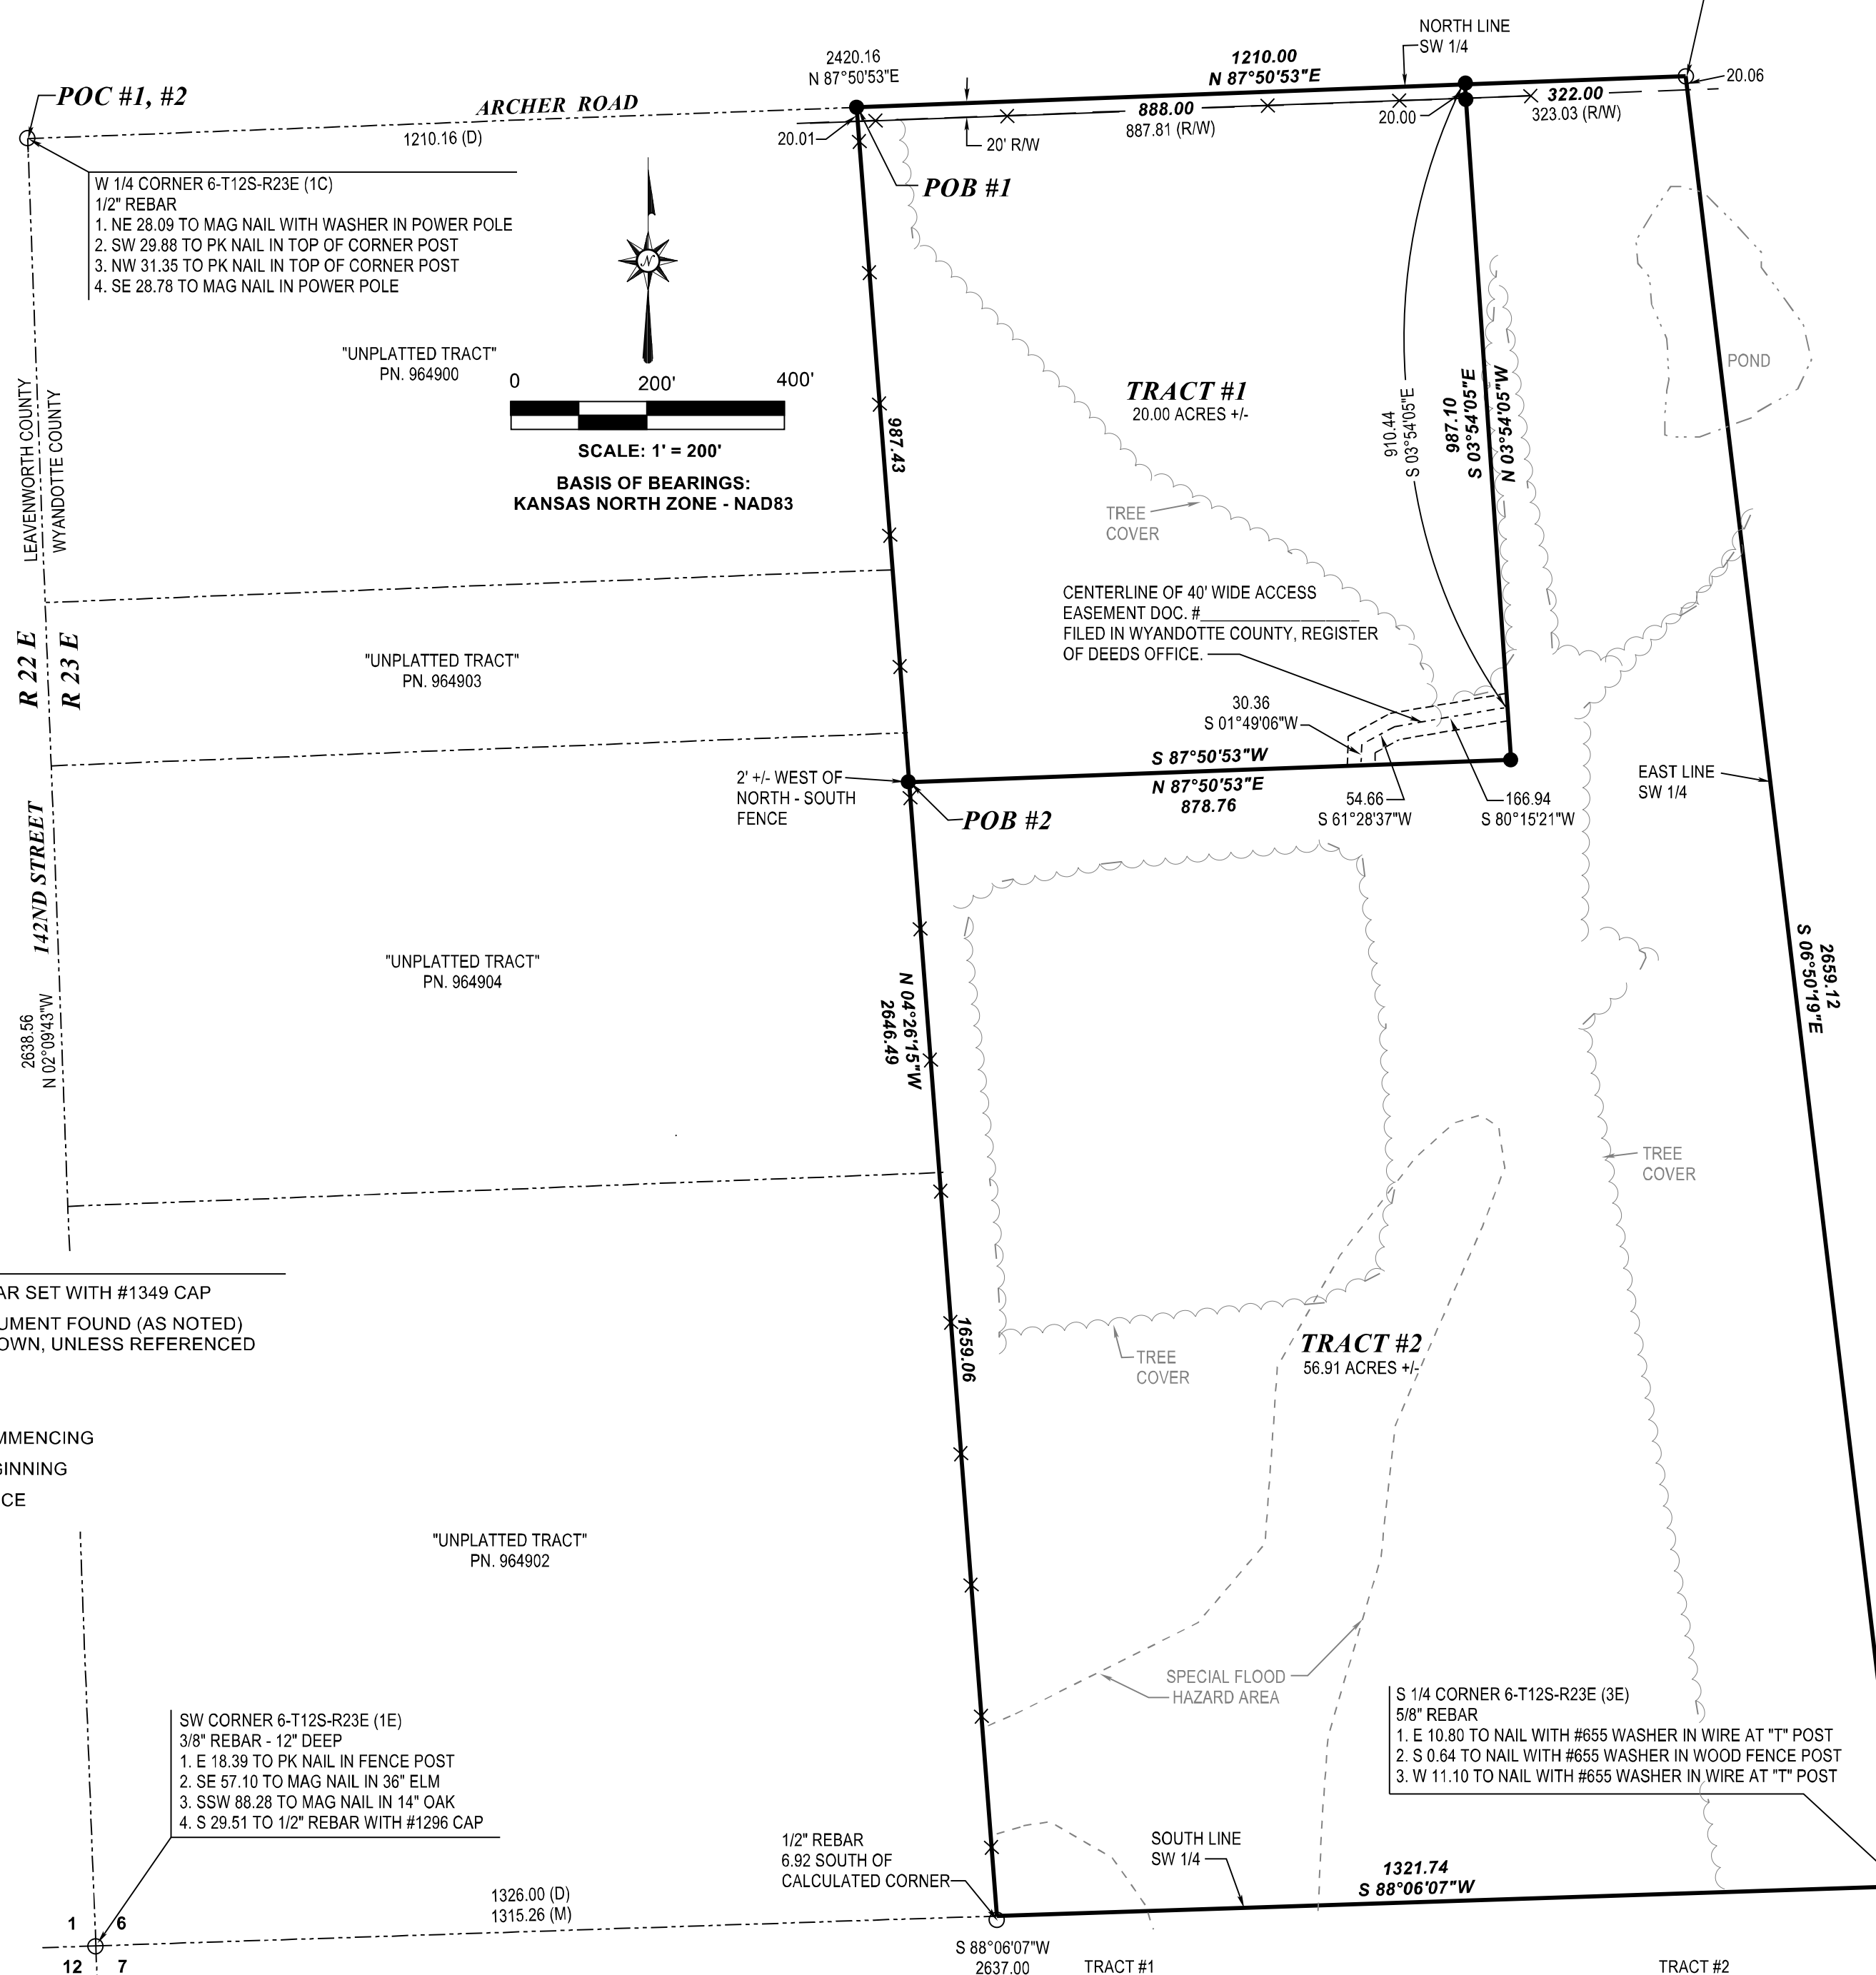 NORTH LINE
SW 1/4
2420.16
N 87°50'53"E
1210.00
N 87°50'53"E
20.06
POC #1, #2
ARCHER ROAD
1210.16 (D)
20.01
20' R/W
888.00
887.81 (R/W)
20.00
322.00
323.03 (R/W)
POB #1
W 1/4 CORNER 6-T12S-R23E (1C)
1/2" REBAR
1. NE 28.09 TO MAG NAIL WITH WASHER IN POWER POLE
2. SW 29.88 TO PK NAIL IN TOP OF CORNER POST
3. NW 31.35 TO PK NAIL IN TOP OF CORNER POST
4. SE 28.78 TO MAG NAIL IN POWER POLE
N
"UNPLATTED TRACT"
PN. 964900
0 200' 400'
SCALE: 1' = 200'
BASIS OF BEARINGS:
KANSAS NORTH ZONE - NAD83
LEAVENWORTH COUNTY
WYANDOTTE COUNTY
987.43
TRACT #1
20.00 ACRES +/-
910.44
S 03°54'05"E
987.10
S 03°54'05"E
N 03°54'05"W
POND
TREE
COVER
CENTERLINE OF 40' WIDE ACCESS
EASEMENT DOC. #__________________
FILED IN WYANDOTTE COUNTY, REGISTER
OF DEEDS OFFICE.
R 22 E
R 23 E
"UNPLATTED TRACT"
PN. 964903
30.36
S 01°49'06"W
S 87°50'53"W
N 87°50'53"E
878.76
2' +/- WEST OF
NORTH - SOUTH
FENCE
POB #2
54.66
S 61°28'37"W
166.94
S 80°15'21"W
EAST LINE
SW 1/4
142ND STREET
2638.56
N 02°09'43"W
"UNPLATTED TRACT"
PN. 964904
N 04°26'15"W
2646.49
2659.12
S 06°50'19"E
TREE
COVER
AR SET WITH #1349 CAP
UMENT FOUND (AS NOTED)
OWN, UNLESS REFERENCED
1659.06
TREE
COVER
TRACT #2
56.91 ACRES +/-
MMENCING
GINNING
CE
"UNPLATTED TRACT"
PN. 964902
SPECIAL FLOOD
HAZARD AREA
S 1/4 CORNER 6-T12S-R23E (3E)
5/8" REBAR
1. E 10.80 TO NAIL WITH #655 WASHER IN WIRE AT "T" POST
2. S 0.64 TO NAIL WITH #655 WASHER IN WOOD FENCE POST
3. W 11.10 TO NAIL WITH #655 WASHER IN WIRE AT "T" POST
SW CORNER 6-T12S-R23E (1E)
3/8" REBAR - 12" DEEP
1. E 18.39 TO PK NAIL IN FENCE POST
2. SE 57.10 TO MAG NAIL IN 36" ELM
3. SSW 88.28 TO MAG NAIL IN 14" OAK
4. S 29.51 TO 1/2" REBAR WITH #1296 CAP
1/2" REBAR
6.92 SOUTH OF
CALCULATED CORNER
SOUTH LINE
SW 1/4
1321.74
S 88°06'07"W
1326.00 (D)
1315.26 (M)
1 6
12 7
S 88°06'07"W
2637.00
TRACT #1
TRACT #2